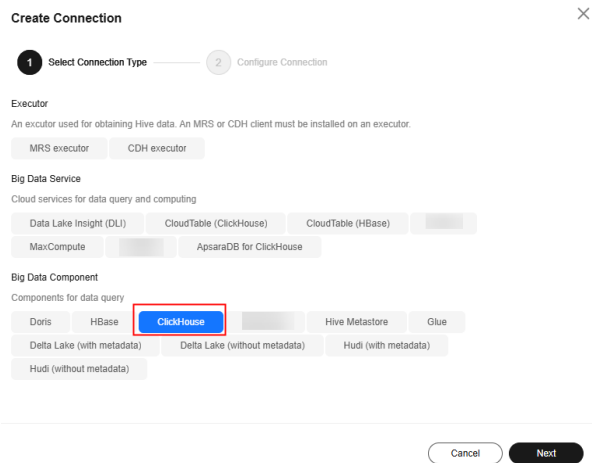 Create Connection
1 Select Connection Type 2 Configure Connection
Executor
An excutor used for obtaining Hive data. An MRS or CDH client must be installed on an executor.
MRS executor CDH executor
Big Data Service
Cloud services for data query and computing
Data Lake Insight (DLI) CloudTable (ClickHouse) CloudTable (HBase)
MaxCompute ApsaraDB for ClickHouse
Big Data Component
Components for data query
Doris HBase ClickHouse Hive Metastore Glue
Delta Lake (with metadata) Delta Lake (without metadata) Hudi (with metadata)
Hudi (without metadata)
Cancel Next